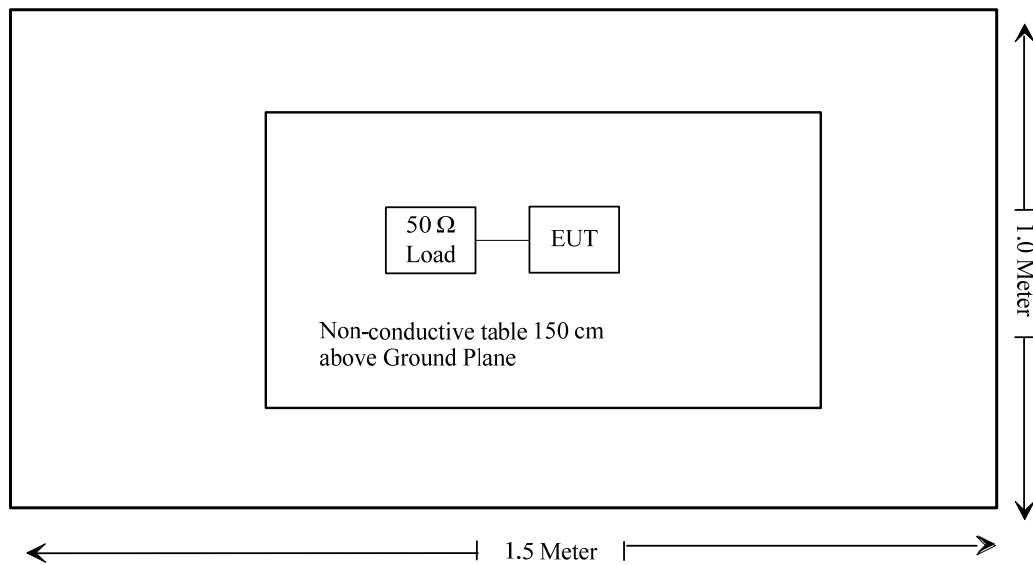 50 Ω
Load
EUT
Non-conductive table 150 cm
above Ground Plane
1.0 Meter
1.5 Meter